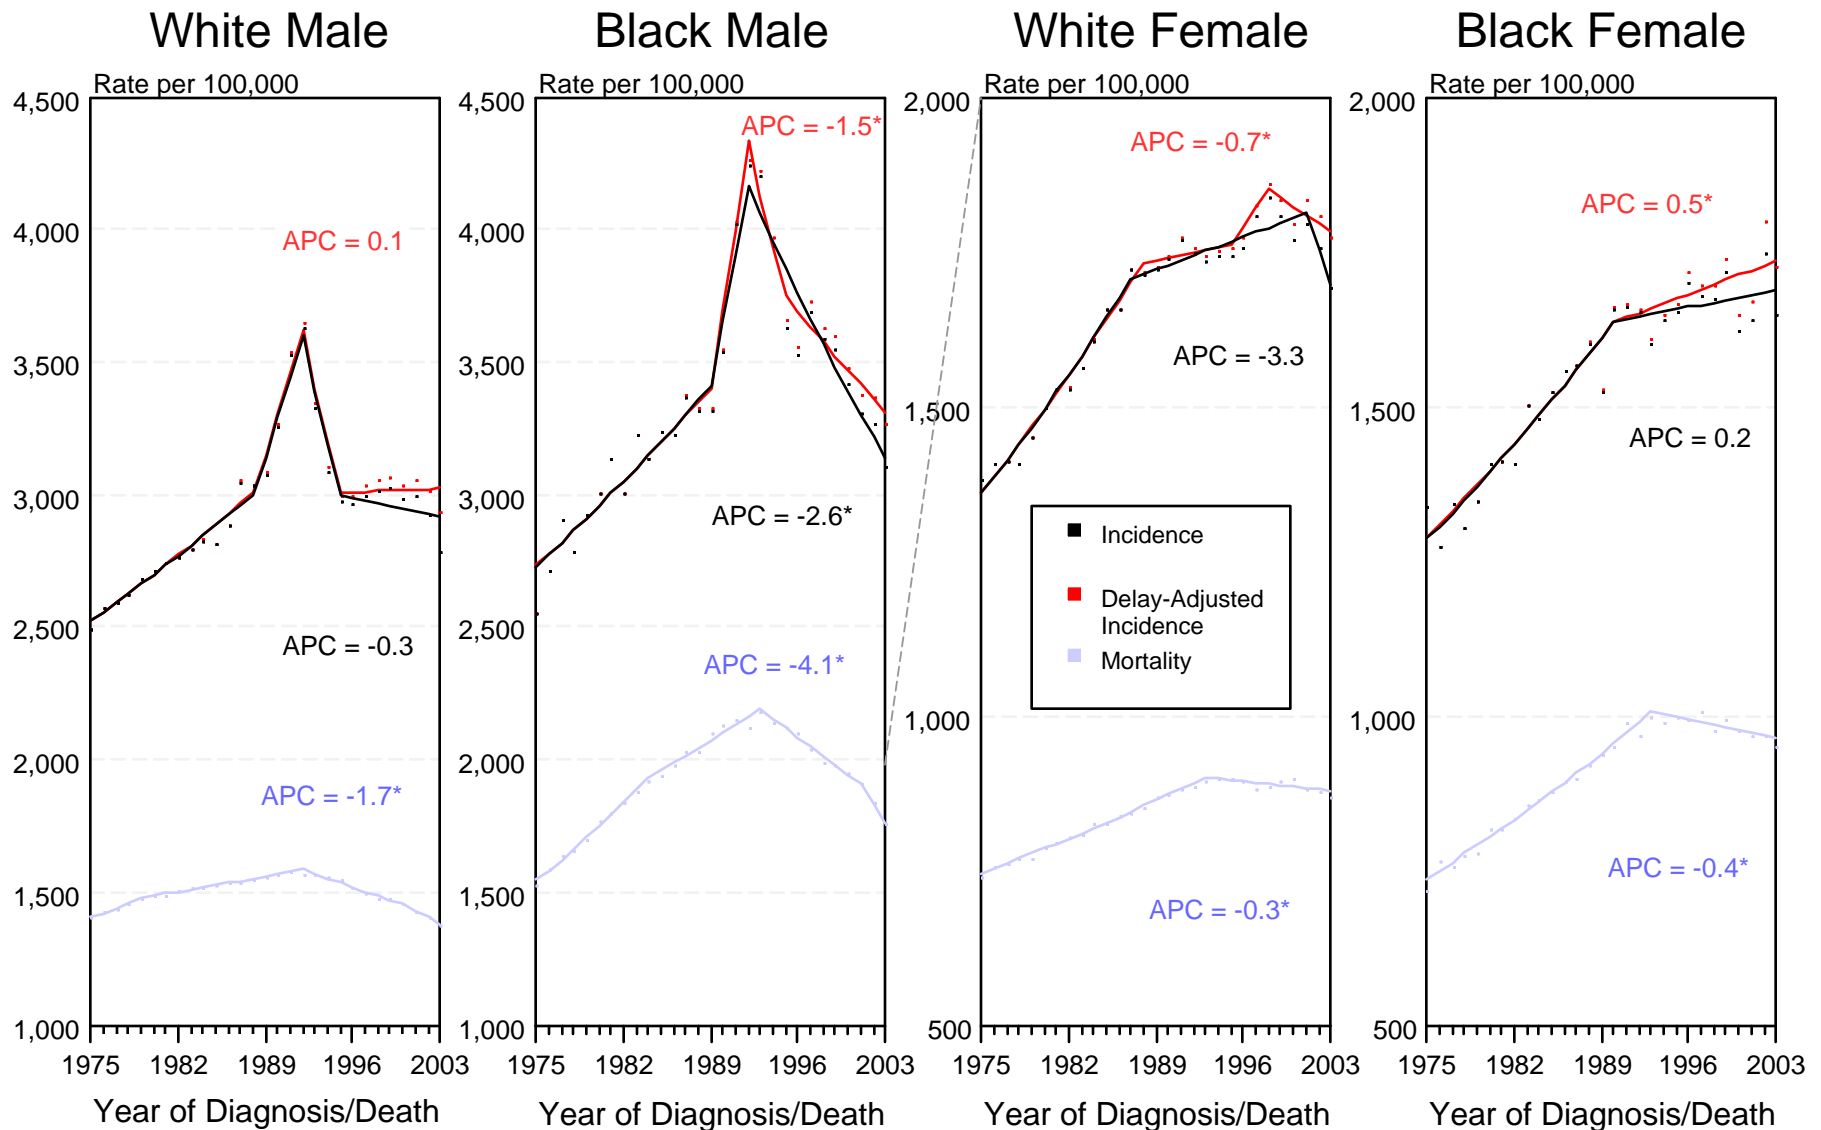 White Male
Rate per 100,000
4,500
4,000
3,500
3,000
2,500
2,000
1,500
1,000
APC = 0.1
APC = -0.3
APC = -1.7*
1975 1982 1989 1996 2003
Year of Diagnosis/Death
Black Male
Rate per 100,000
4,500
4,000
3,500
3,000
2,500
2,000
1,500
1,000
APC = -1.5*
APC = -2.6*
APC = -4.1*
1975 1982 1989 1996 2003
Year of Diagnosis/Death
White Female
Rate per 100,000
2,000
1,500
1,000
500
APC = -0.7*
APC = -3.3
Incidence
Delay-Adjusted
Incidence
Mortality
APC = -0.3*
1975 1982 1989 1996 2003
Year of Diagnosis/Death
Black Female
Rate per 100,000
2,000
1,500
1,000
500
APC = 0.5*
APC = 0.2
APC = -0.4*
1975 1982 1989 1996 2003
Year of Diagnosis/Death